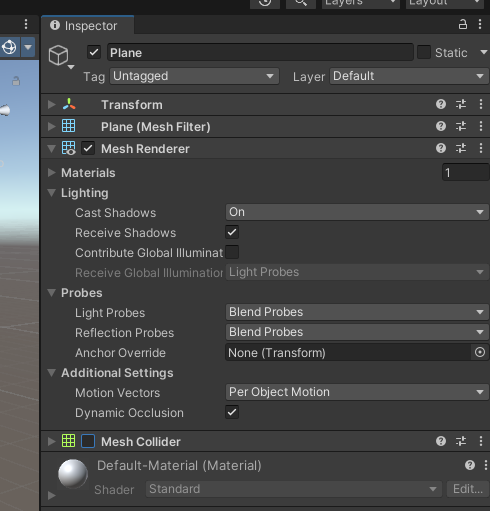 Layers
Layout
Inspector
Plane
Static
Tag Untagged Layer Default
Transform
Plane (Mesh Filter)
Mesh Renderer
Materials 1
Lighting
Cast Shadows On
Receive Shadows
Contribute Global Illuminat
Receive Global Illumination Light Probes
Probes
Light Probes Blend Probes
Reflection Probes Blend Probes
Anchor Override None (Transform)
Additional Settings
Motion Vectors Per Object Motion
Dynamic Occlusion
Mesh Collider
Default-Material (Material)
Shader Standard Edit...